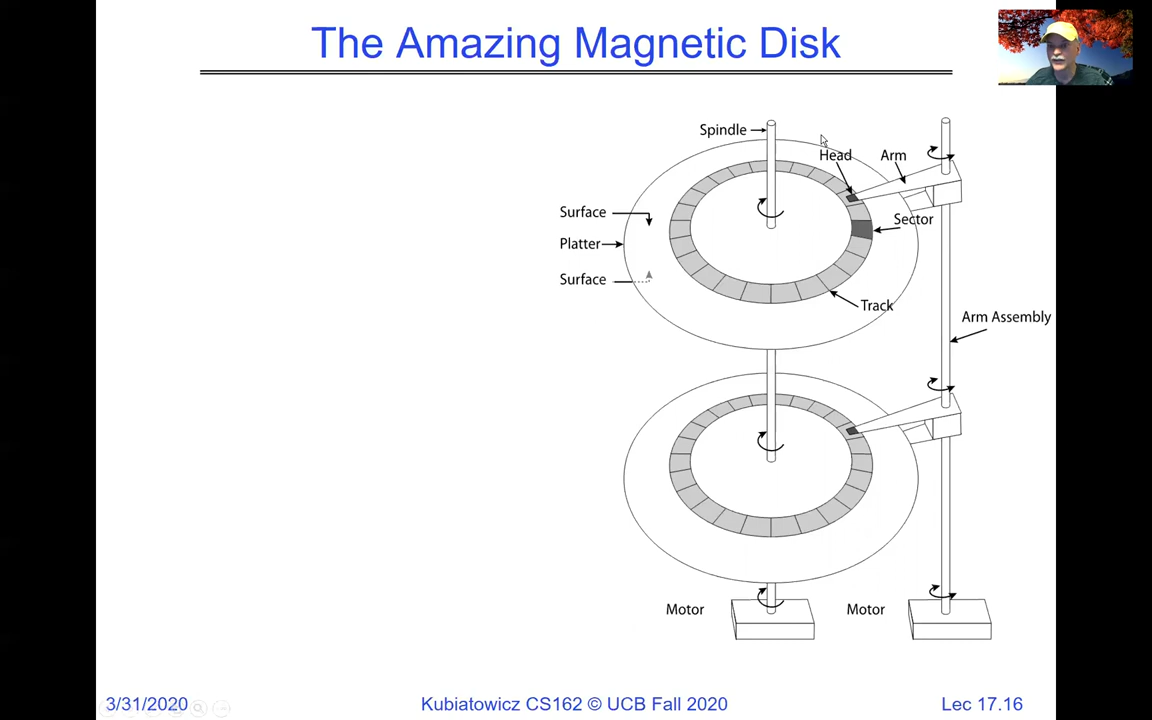 The Amazing Magnetic Disk
Spindle
Head
Arm
Surface
Sector
Platter
Surface
Track
Arm Assembly
Motor
Motor
3/31/2020
Kubiatowicz CS162 © UCB Fall 2020
Lec 17.16